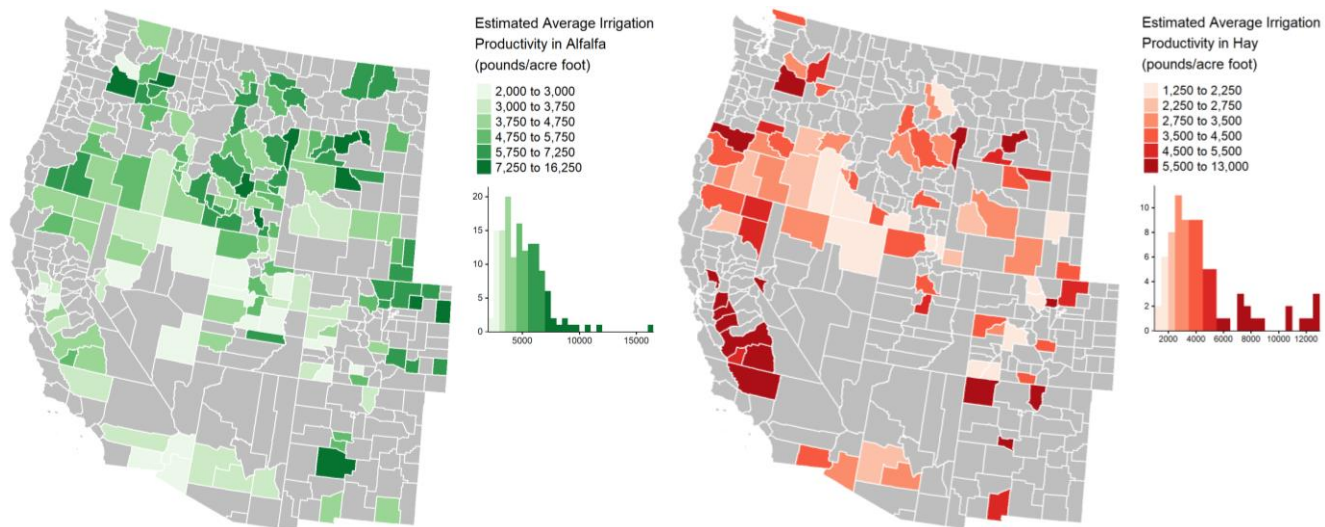 Estimated Average Irrigation
Productivity in Alfalfa
(pounds/acre foot)
2,000 to 3,000
3,000 to 3,750
3,750 to 4,750
4,750 to 5,750
5,750 to 7,250
7,250 to 16,250
20
15
10
5
0
5000 10000 15000
Estimated Average Irrigation
Productivity in Hay
(pounds/acre foot)
1,250 to 2,250
2,250 to 2,750
2,750 to 3,500
3,500 to 4,500
4,500 to 5,500
5,500 to 13,000
10
8
6
4
2
0
2000 4000 6000 8000 10000 12000